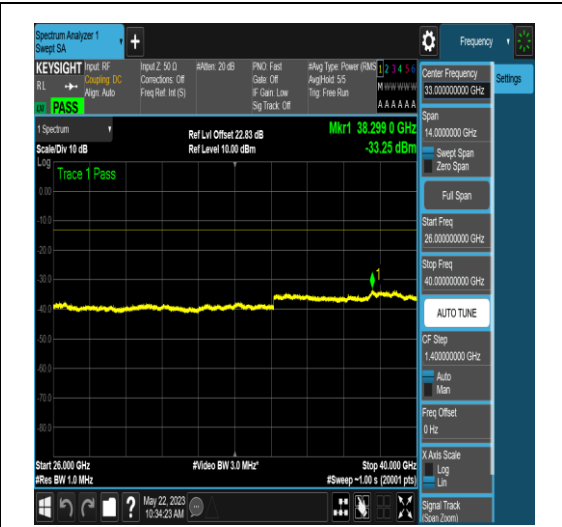 Spectrum Analyzer 1
Swept SA
+
Frequency
KEYSIGHT Input: RF Input Z: 50 Ω #Atten: 20 dB PNO: Fast #Avg Type: Power (RMS 1 2 3 4 5 6
RL Coupling: DC Corrections: Off Gate: Off Avg|Hold: 5/5 M w w w w w
Align: Auto Freq Ref: Int (S) IF Gain: Low Trig: Free Run
PASS Sig Track: Off A A A A A A
Center Frequency
33.000000000 GHz
Settings
Span
14.0000000 GHz
Swept Span
Zero Span
Full Span
Start Freq
26.000000000 GHz
Stop Freq
40.000000000 GHz
AUTO TUNE
CF Step
1.400000000 GHz
Auto
Man
Freq Offset
0 Hz
X Axis Scale
Log
Lin
Signal Track
(Span Zoom)
1 Spectrum
Ref Lvl Offset 22.83 dB
Mkr1 38.299 0 GHz
Scale/Div 10 dB
Ref Level 10.00 dBm
-33.25 dBm
Log
Trace 1 Pass
0.00
-10.0
-20.0
-30.0
-40.0
-50.0
-60.0
-70.0
-80.0
1
Start 26.000 GHz
#Video BW 3.0 MHz*
Stop 40.000 GHz
#Res BW 1.0 MHz
#Sweep ~1.00 s (20001 pts)
?
May 22, 2023
10:34:23 AM